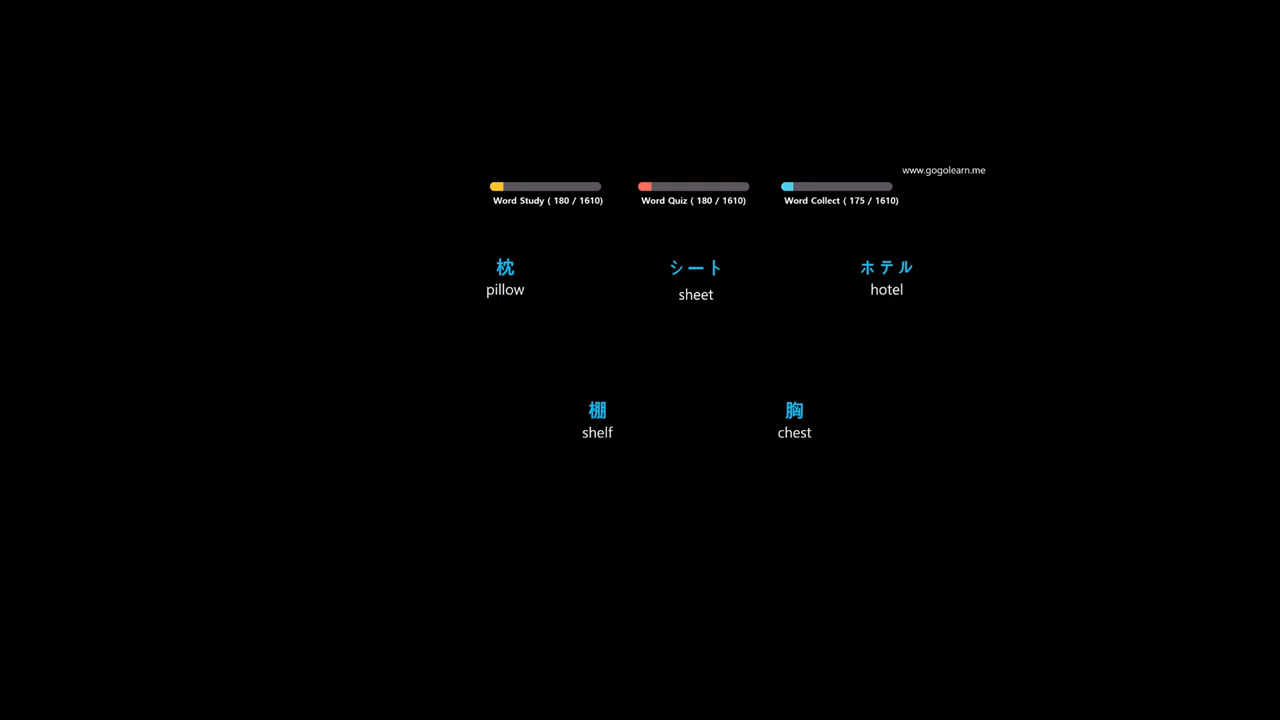 www.gogolearn.me
Word Study ( 180 / 1610)
Word Quiz ( 180 / 1610)
Word Collect ( 175 / 1610)
枕
pillow
シート
sheet
ホテル
hotel
棚
shelf
胸
chest